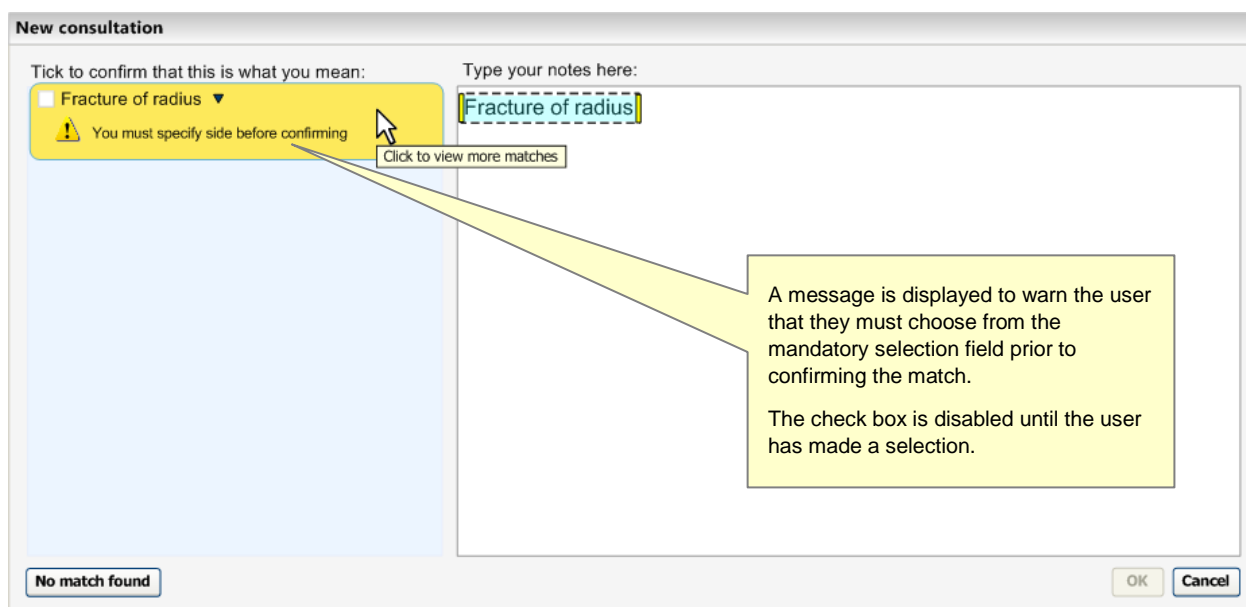 New consultation
Tick to confirm that this is what you mean:
Type your notes here:
Fracture of radius ▼
You must specify side before confirming
Click to view more matches
Fracture of radius
A message is displayed to warn the user
that they must choose from the
mandatory selection field prior to
confirming the match.
The check box is disabled until the user
has made a selection.
No match found
OK
Cancel